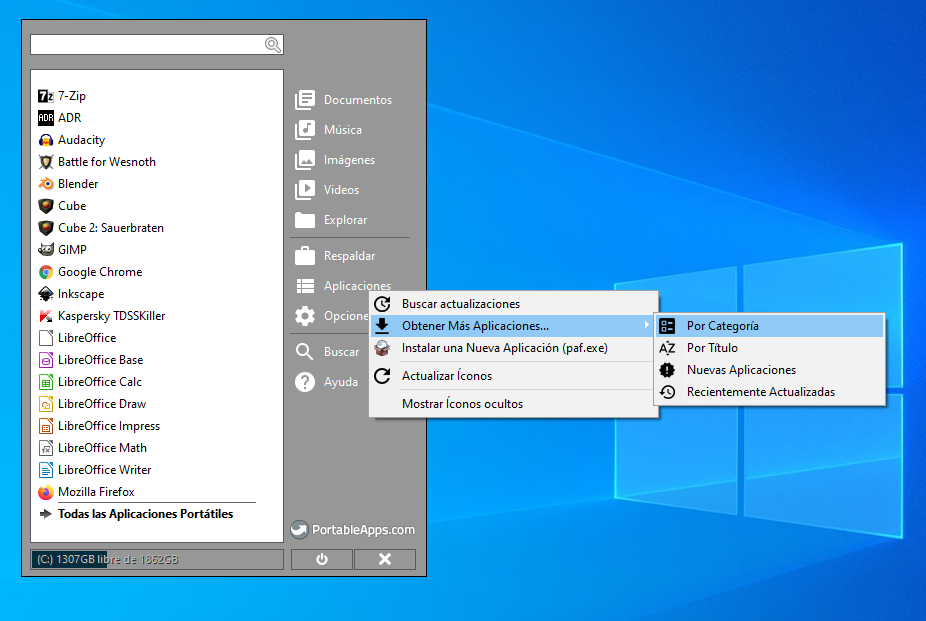 7-Zip
ADR
Audacity
Battle for Wesnoth
Blender
Cube
Cube 2: Sauerbraten
GIMP
Google Chrome
Inkscape
Kaspersky TDSSKiller
LibreOffice
LibreOffice Base
LibreOffice Calc
LibreOffice Draw
LibreOffice Impress
LibreOffice Math
LibreOffice Writer
Mozilla Firefox
Todas las Aplicaciones Portátiles
(C:) 1307GB libre de 1862GB
Documentos
Música
Imágenes
Videos
Explorar
Respaldar
Aplicaciones
Opcione
Buscar
Ayuda
PortableApps.com
Buscar actualizaciones
Obtener Más Aplicaciones...
Instalar una Nueva Aplicación (paf.exe)
Actualizar Íconos
Mostrar Íconos ocultos
Por Categoría
Por Título
Nuevas Aplicaciones
Recientemente Actualizadas